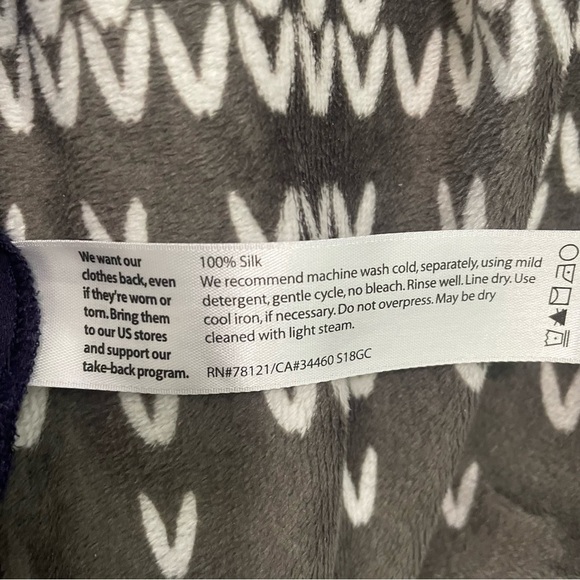 We want our
clothes back, even
if they're worn or
torn. Bring them
to our US stores
and support our
take-back program.
100% Silk
We recommend machine wash cold, separately, using mild
detergent, gentle cycle, no bleach. Rinse well. Line dry. Use
cool iron, if necessary. Do not overpress. May be dry
cleaned with light steam.
RN#78121/CA#34460 S18GC